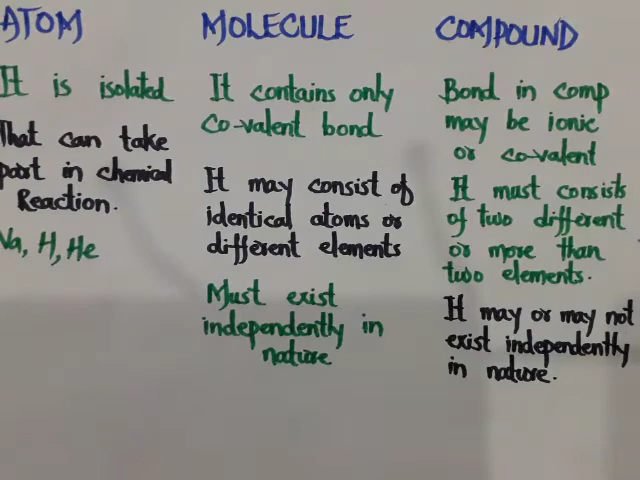 ATOM
It is isolated
That can take
part in chemical
Reaction.
Na, H, He
MOLECULE
It contains only
co-valent bond
It may consist of
identical atoms or
different elements
Must exist
independently in
nature
COMPOUND
Bond in comp
may be ionic
or co-valent
It must consists
of two different
or more than
two elements.
It may or may not
exist independently
in nature.